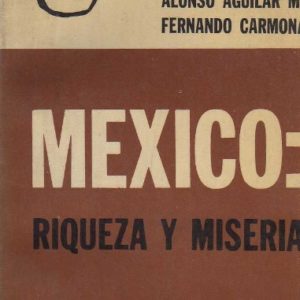 ALONSO AGUILAR M
FERNANDO CARMONA
MEXICO:
RIQUEZA Y MISERIA